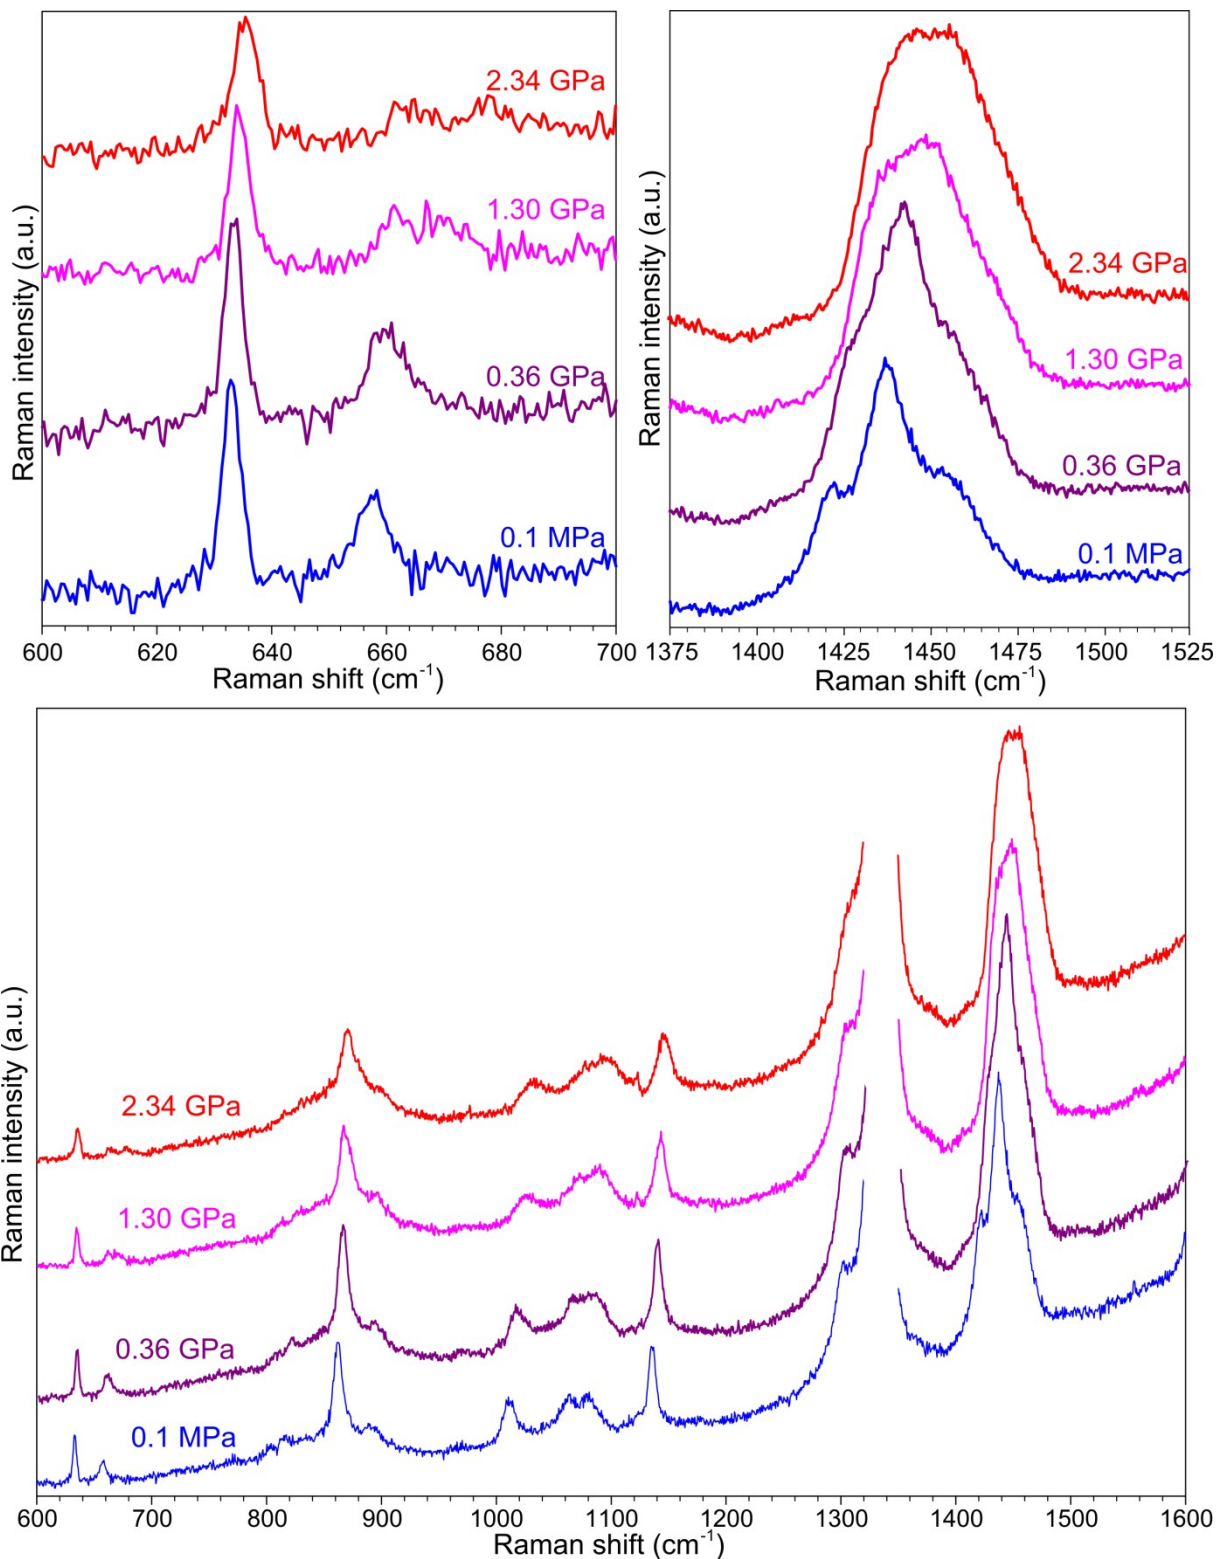 2.34 GPa
1.30 GPa
0.36 GPa
0.1 MPa
Raman intensity (a.u.)
600 620 640 660 680 700
Raman shift (cm⁻¹)
2.34 GPa
1.30 GPa
0.36 GPa
0.1 MPa
Raman intensity (a.u.)
1375 1400 1425 1450 1475 1500 1525
Raman shift (cm⁻¹)
2.34 GPa
1.30 GPa
0.36 GPa
0.1 MPa
Raman intensity (a.u.)
600 700 800 900 1000 1100 1200 1300 1400 1500 1600
Raman shift (cm⁻¹)